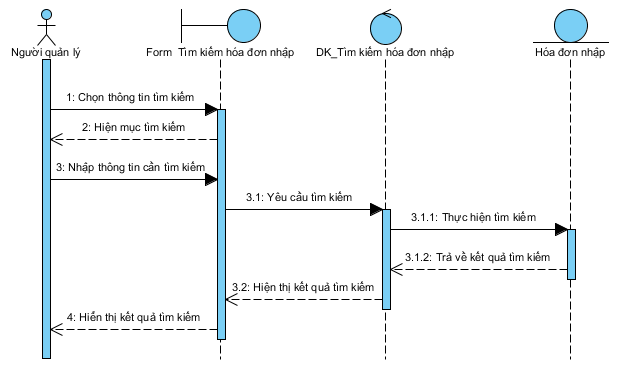 Người quản lý
Form Tìm kiếm hóa đơn nhập
DK_Tìm kiếm hóa đơn nhập
Hóa đơn nhập
1: Chọn thông tin tìm kiếm
2: Hiện mục tìm kiếm
3: Nhập thông tin cần tìm kiếm
3.1: Yêu cầu tìm kiếm
3.1.1: Thực hiện tìm kiếm
3.1.2: Trả về kết quả tìm kiếm
3.2: Hiện thị kết quả tìm kiếm
4: Hiển thị kết quả tìm kiếm